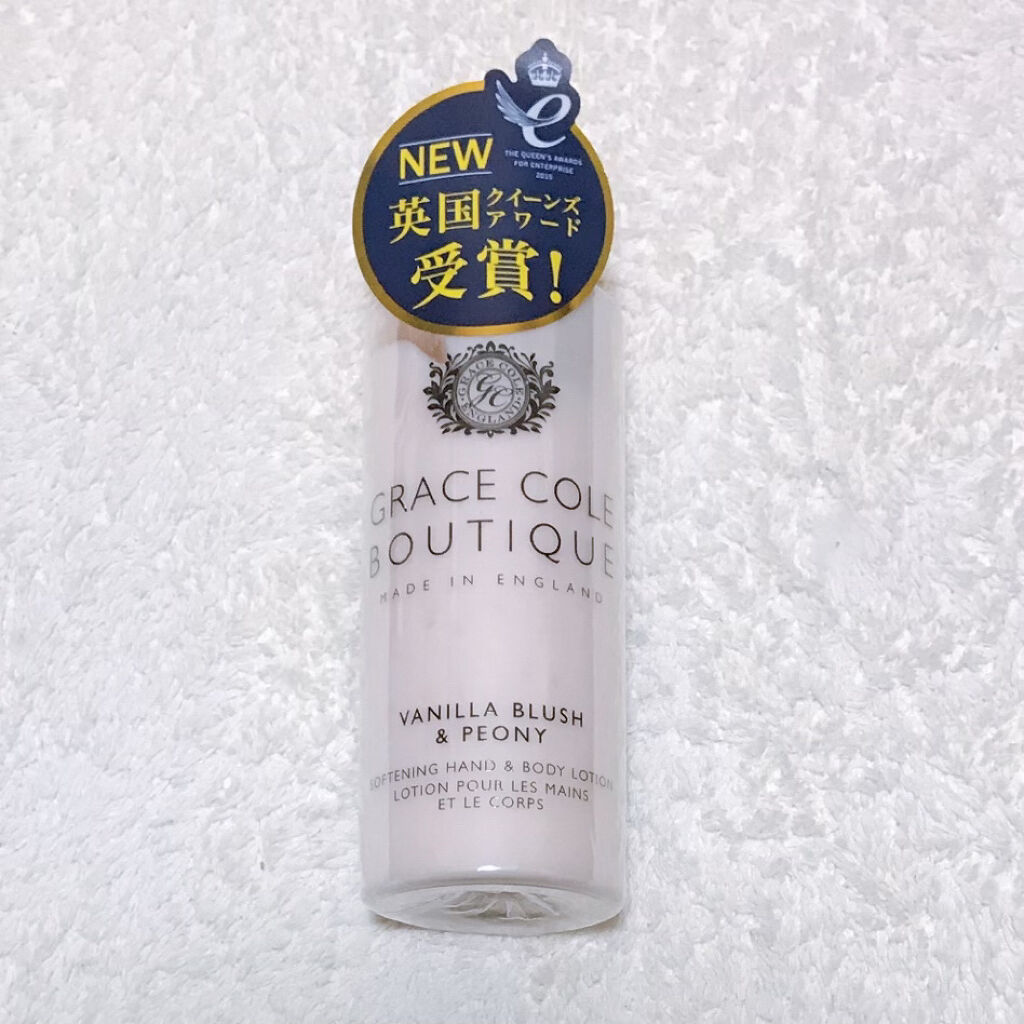 e
THE QUEEN'S AWARDS
FOR ENTERPRISE
2015
NEW
英国クイーンズ
アワード
受賞!
GRACE COLE
GC
ENGLAND
GRACE COLE
BOUTIQUE
MADE IN ENGLAND
VANILLA BLUSH
& PEONY
SOFTENING HAND & BODY LOTION
LOTION POUR LES MAINS
ET LE CORPS